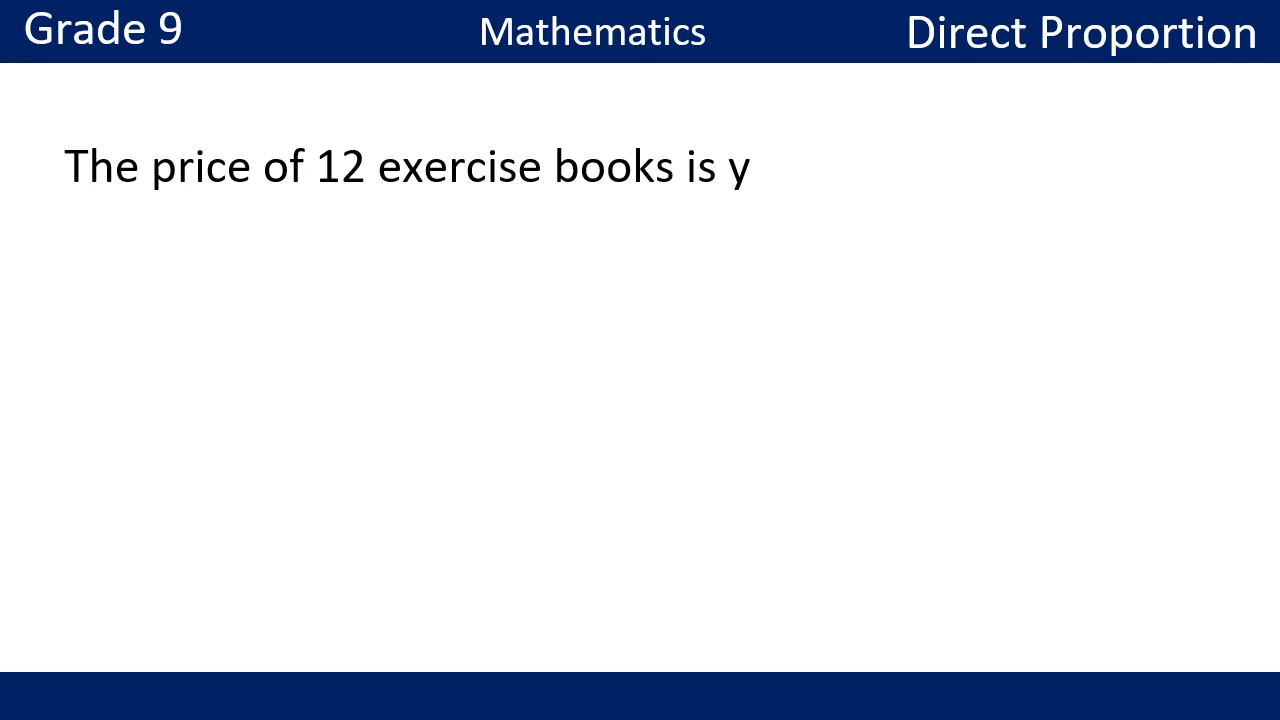 Grade 9 Mathematics Direct Proportion
The price of 12 exercise books is y